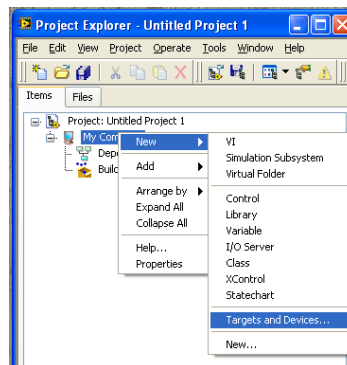 Project Explorer - Untitled Project 1
File Edit View Project Operate Tools Window Help
Items Files
Project: Untitled Project 1
My Com
Depe
Build
New
Add
Arrange by
Expand All
Collapse All
Help...
Properties
VI
Simulation Subsystem
Virtual Folder
Control
Library
Variable
I/O Server
Class
XControl
Statechart
Targets and Devices...
New...